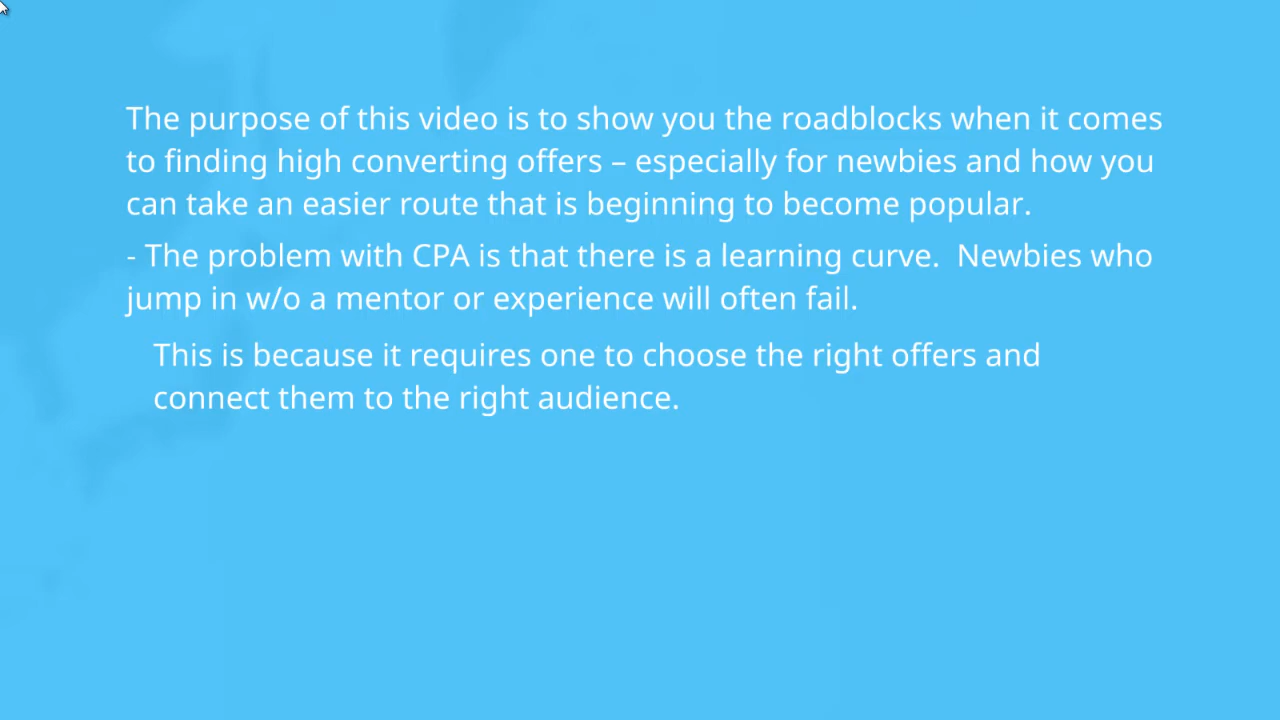 The purpose of this video is to show you the roadblocks when it comes
to finding high converting offers – especially for newbies and how you
can take an easier route that is beginning to become popular.
- The problem with CPA is that there is a learning curve.  Newbies who
jump in w/o a mentor or experience will often fail.
This is because it requires one to choose the right offers and
connect them to the right audience.